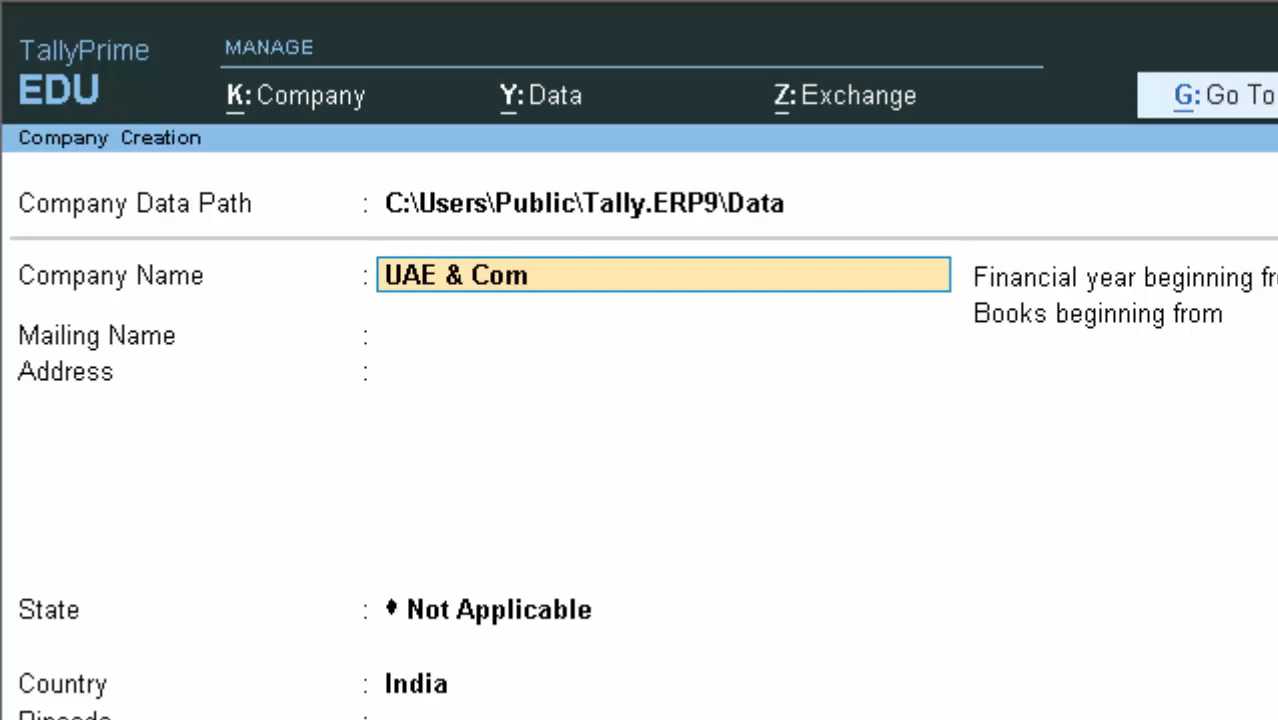 TallyPrime
EDU
MANAGE
K: Company
Y: Data
Z: Exchange
G: Go To
Company Creation
Company Data Path : C:\Users\Public\Tally.ERP9\Data
Company Name : UAE & Com
Financial year beginning
Books beginning from
Mailing Name :
Address :
State : ♦ Not Applicable
Country : India